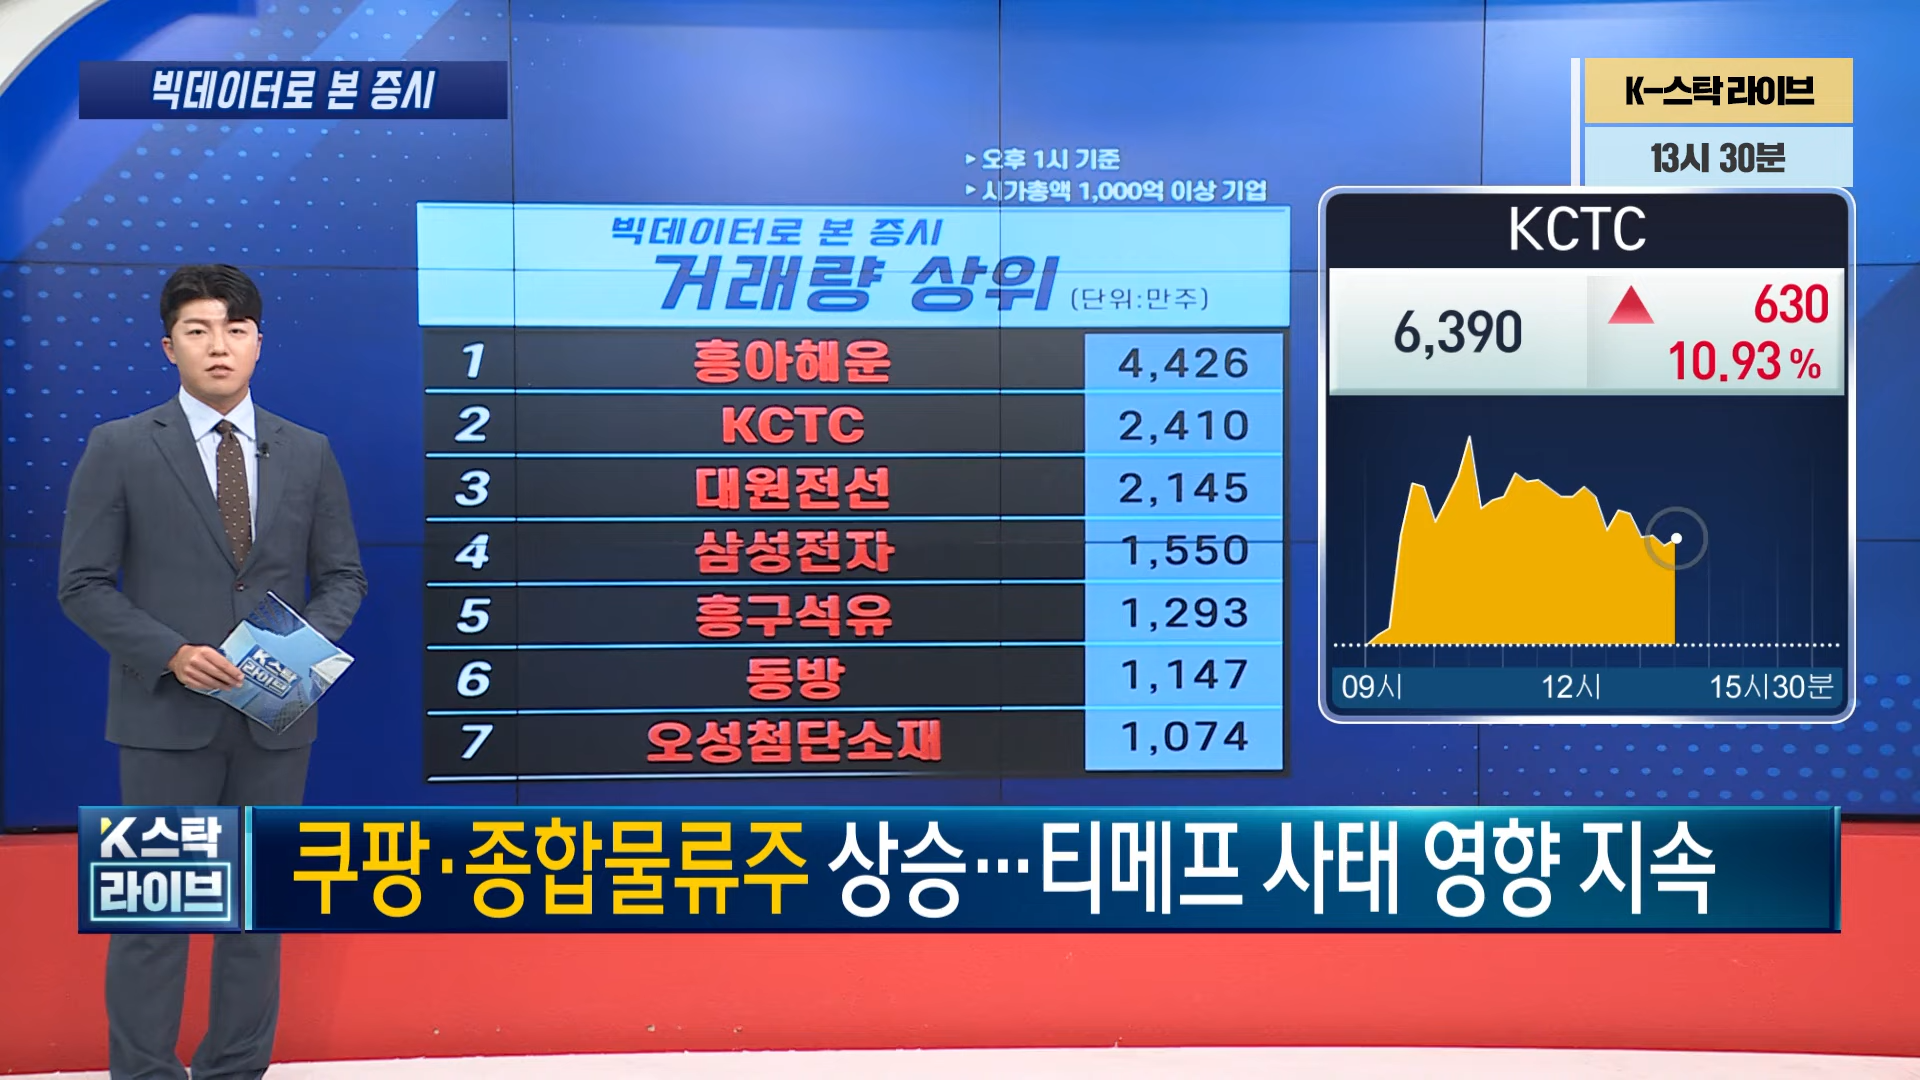 빅데이터로 본 증시
K-스탁 라이브
13시 30분
▸ 오후 1시 기준
▸ 시가총액 1,000억 이상 기업
빅데이터로 본 증시
거래량 상위 (단위:만주)
1 흥아해운 4,426
2 KCTC 2,410
3 대원전선 2,145
4 삼성전자 1,550
5 흥구석유 1,293
6 동방 1,147
7 오성첨단소재 1,074
KCTC
6,390 ▲ 630
10.93 %
09시 12시 15시30분
K스탁
라이브
K스탁
라이브
쿠팡·종합물류주 상승…티메프 사태 영향 지속